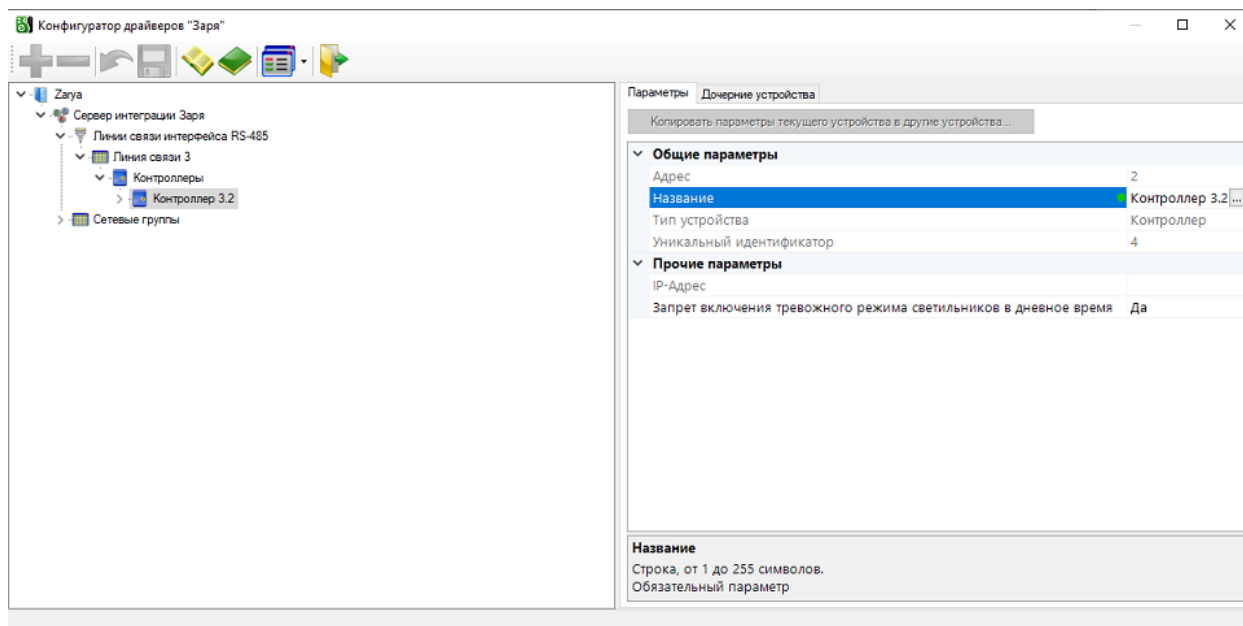 Конфигуратор драйверов "Заря"
Zarya
Сервер интеграции Заря
Линии связи интерфейса RS-485
Линия связи 3
Контроллеры
Контроллер 3.2
Сетевые группы
Параметры Дочерние устройства
Копировать параметры текущего устройства в другие устройства...
Общие параметры
Адрес 2
Название Контроллер 3.2 ...
Тип устройства Контроллер
Уникальный идентификатор 4
Прочие параметры
IP-Адрес
Запрет включения тревожного режима светильников в дневное время Да
Название
Строка, от 1 до 255 символов.
Обязательный параметр